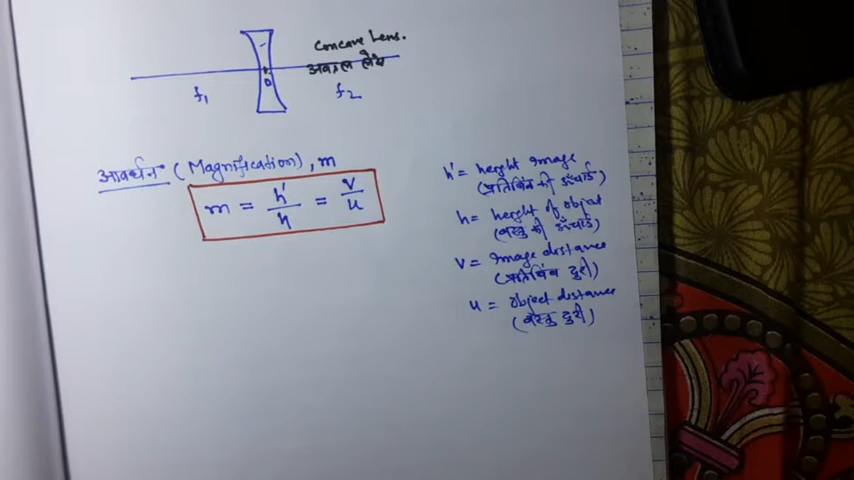 Concave Lens.
अवतल लेंस
O
f₁
f₂
आवर्धन (Magnification), m
m = h'/h = v/u
h' = height image
(प्रतिबिंब की ऊँचाई)
h = height of object
(वस्तु की ऊँचाई)
v = image distance
(प्रतिबिंब दूरी)
u = object distance
(वस्तु दूरी)